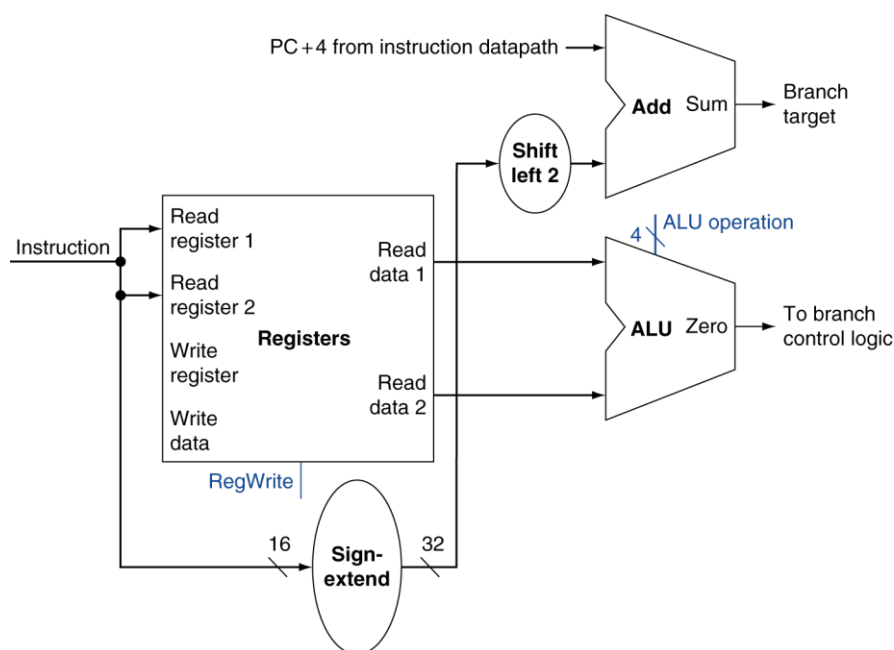 PC+4 from instruction datapath
Add Sum
Branch
target
Shift
left 2
Instruction
Read
register 1
Read
register 2
Write
register
Write
data
Registers
Read
data 1
Read
data 2
RegWrite
4
ALU operation
ALU Zero
To branch
control logic
16
Sign-
extend
32